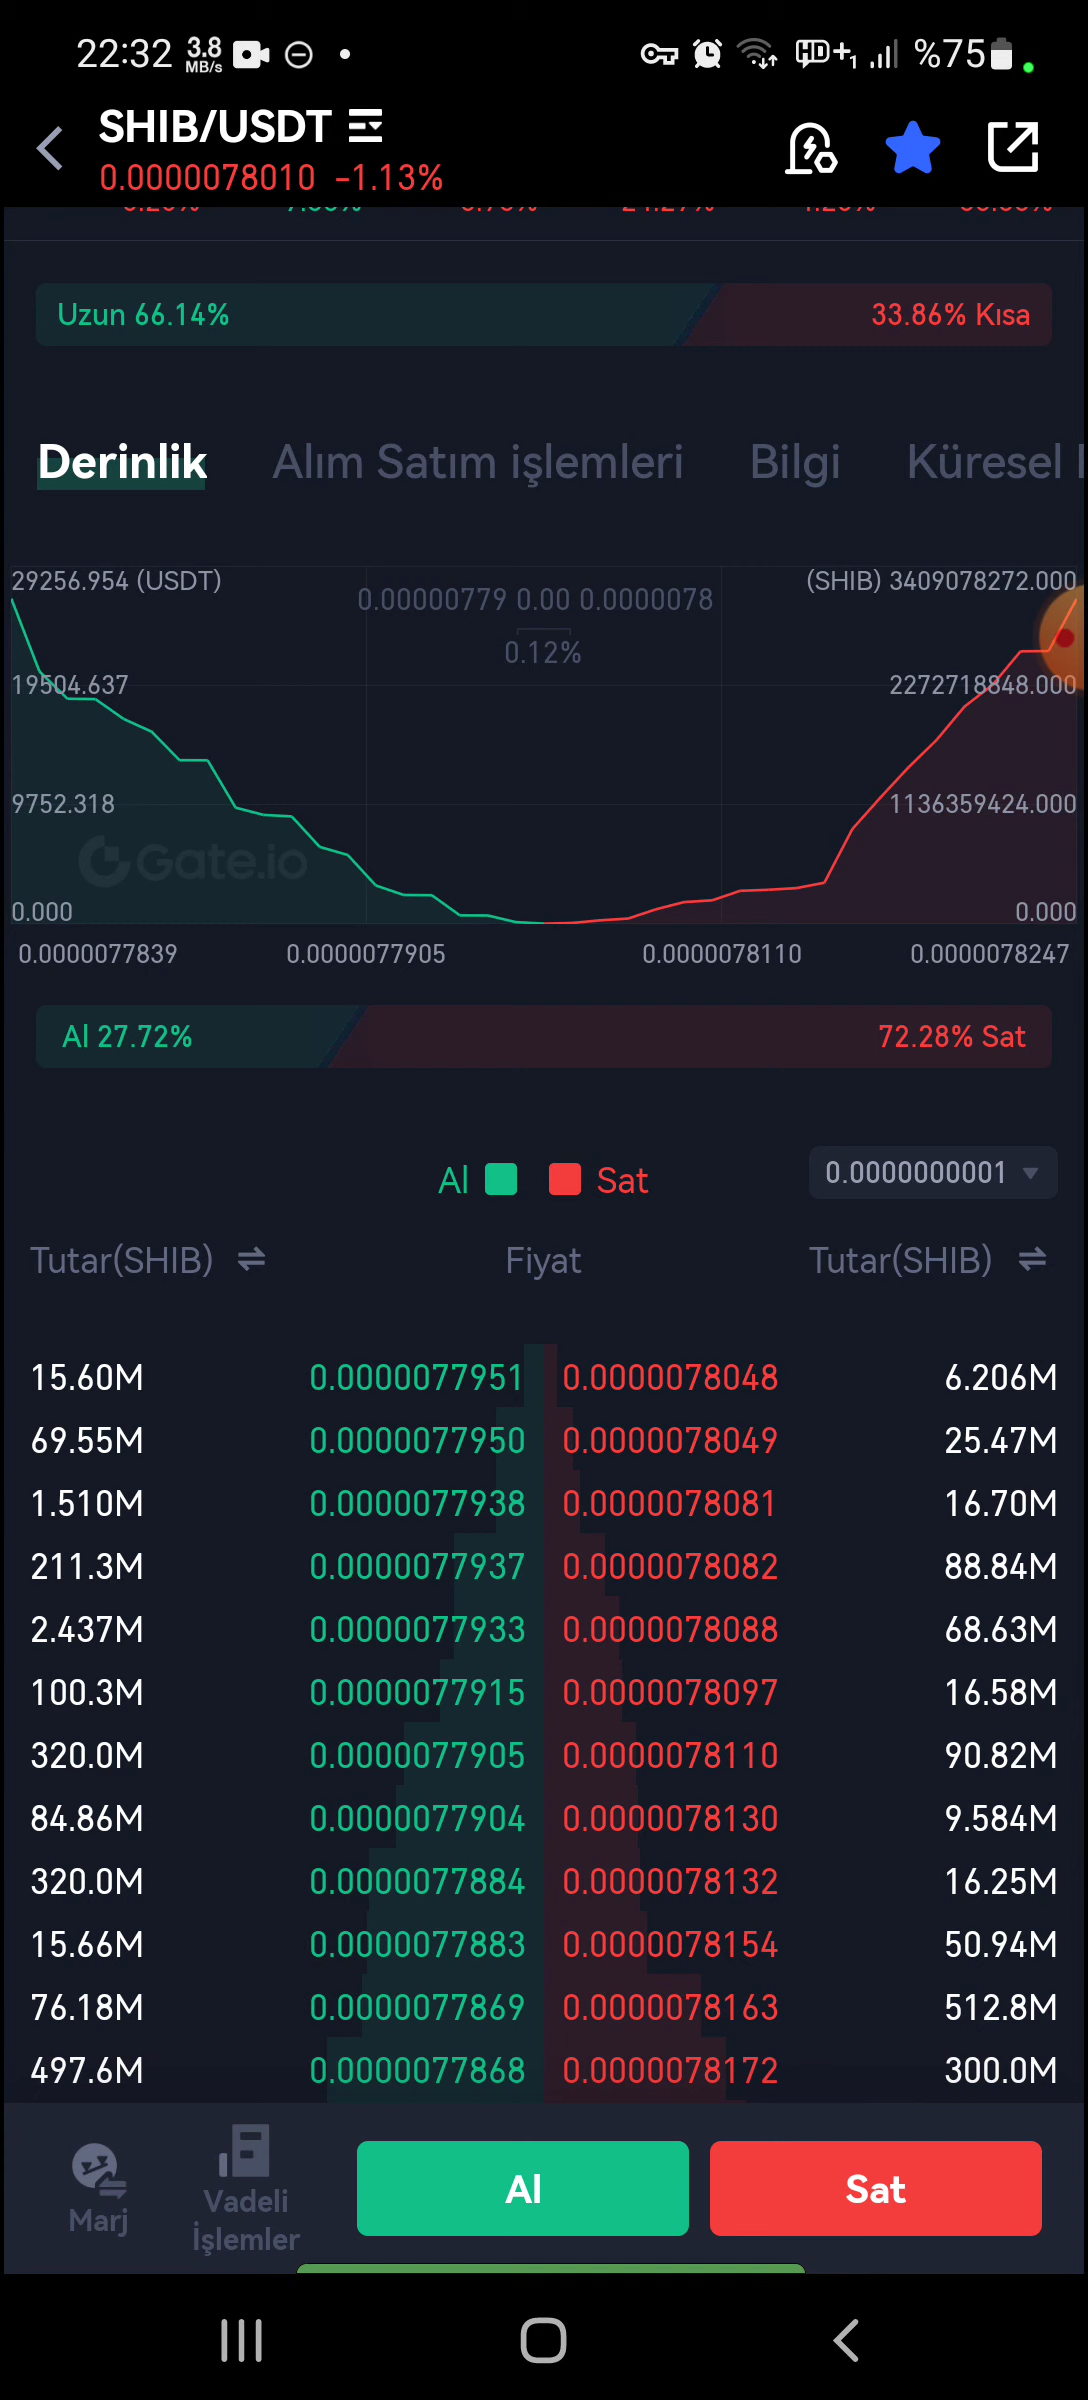 22:32 3.8 MB/s HD+1 %75
SHIB/USDT
0.0000078010 -1.13%
Uzun 66.14% 33.86% Kısa
Derinlik Alım Satım işlemleri Bilgi Küresel
29256.954 (USDT) 0.00000779 0.00 0.0000078 (SHIB) 3409078272.000
0.12%
19504.637 2272718848.000
9752.318 1136359424.000
Gate.io
0.000 0.000
0.0000077839 0.0000077905 0.0000078110 0.0000078247
Al 27.72% 72.28% Sat
Al Sat 0.0000000001
Tutar(SHIB) Fiyat Tutar(SHIB)
15.60M 0.0000077951 0.0000078048 6.206M
69.55M 0.0000077950 0.0000078049 25.47M
1.510M 0.0000077938 0.0000078081 16.70M
211.3M 0.0000077937 0.0000078082 88.84M
2.437M 0.0000077933 0.0000078088 68.63M
100.3M 0.0000077915 0.0000078097 16.58M
320.0M 0.0000077905 0.0000078110 90.82M
84.86M 0.0000077904 0.0000078130 9.584M
320.0M 0.0000077884 0.0000078132 16.25M
15.66M 0.0000077883 0.0000078154 50.94M
76.18M 0.0000077869 0.0000078163 512.8M
497.6M 0.0000077868 0.0000078172 300.0M
Marj Vadeli İşlemler Al Sat